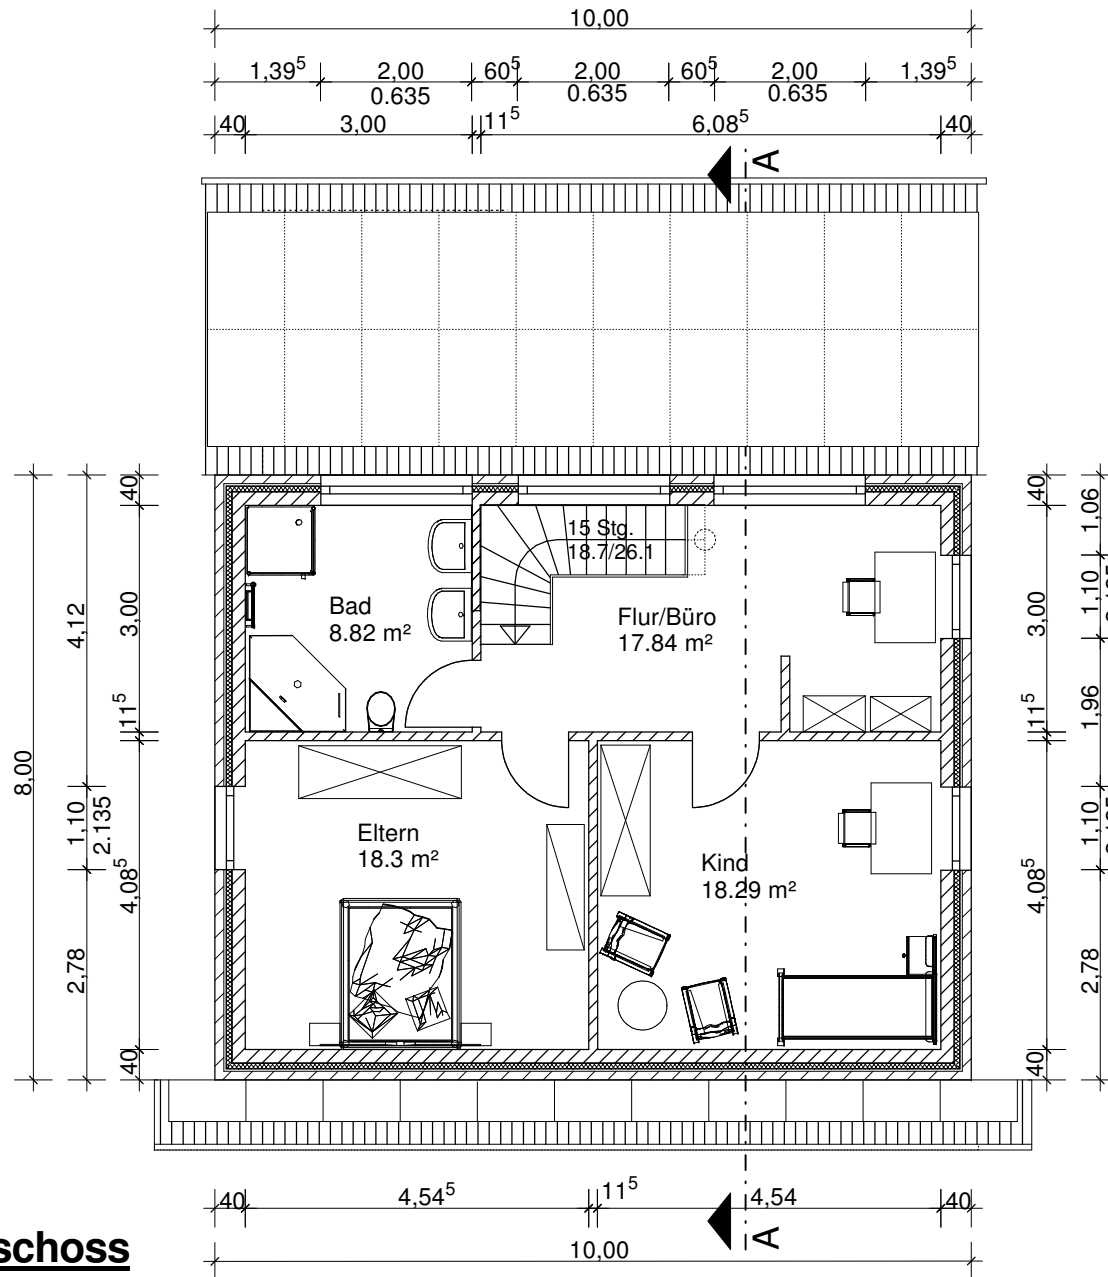 10,00
1,39⁵ 2,00 60⁵ 2,00 60⁵ 2,00 1,39⁵
0.635 0.635 0.635
40 3,00 11⁵ 6,08⁵ 40
A
15 Stg.
18.7/26.1
Bad
8.82 m²
Flur/Büro
17.84 m²
Eltern
18.3 m²
Kind
18.29 m²
8,00
4,12
1,10
2.135
2,78
40
3,00
11⁵
4,08⁵
40
40
3,00
11⁵
4,08⁵
40
1,06
1,10
1,96
1,10
2,78
40 4,54⁵ 11⁵ 4,54 40
A
10,00
schoss